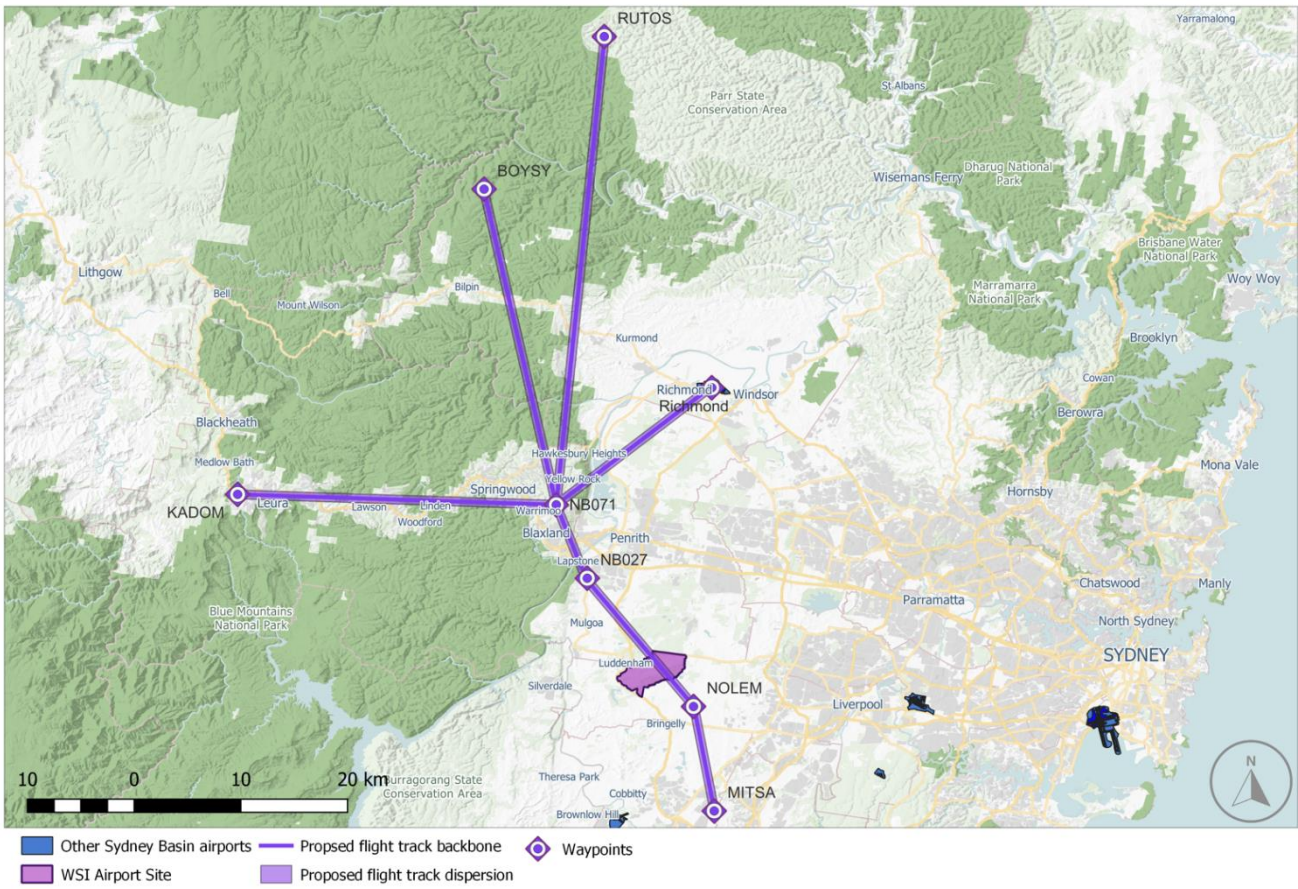 RUTOS
Yarramalong
St Albans
Parr State
Conservation Area
BOYSY
Dharug National
Park
Wisemans Ferry
Brisbane Water
National Park
Lithgow
Bell
Mount Wilson
Bilpin
Marramarra
National Park
Woy Woy
Kurmond
Brooklyn
Cowan
Richmond
Windsor
Richmond
Berowra
Blackheath
Medlow Bath
Hawkesbury Heights
Mona Vale
Yellow Rock
Springwood
Hornsby
KADOM
Leura
Lawson
Linden
Woodford
Warrimoo
NB071
Blaxland
Penrith
Lapstone
NB027
Chatswood
Manly
Parramatta
Blue Mountains
National Park
Mulgoa
North Sydney
Luddenham
SYDNEY
Silverdale
NOLEM
Bringelly
Liverpool
10 0 10 20 km
Burragorang State
Conservation Area
Theresa Park
Cobbitty
MITSA
Brownlow Hill
N
Other Sydney Basin airports
Propsed flight track backbone
Waypoints
WSI Airport Site
Proposed flight track dispersion